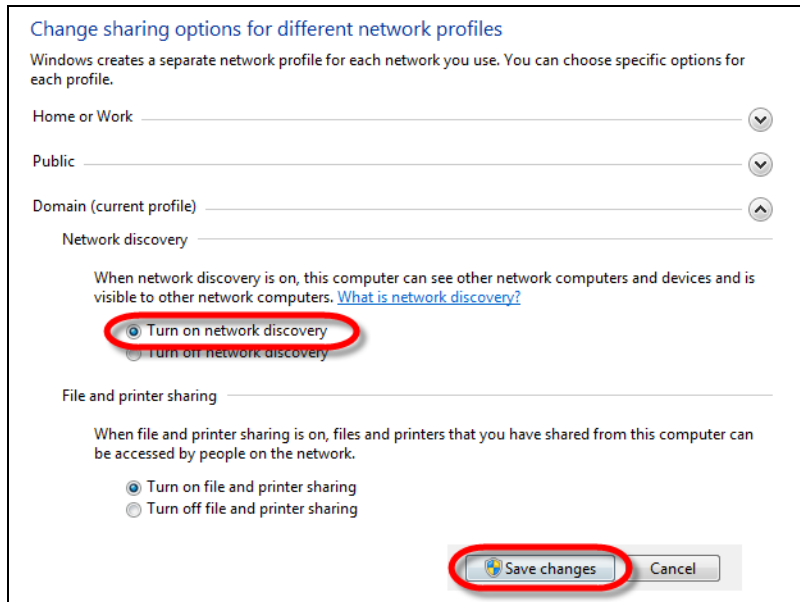 Change sharing options for different network profiles
Windows creates a separate network profile for each network you use. You can choose specific options for
each profile.
Home or Work
Public
Domain (current profile)
Network discovery
When network discovery is on, this computer can see other network computers and devices and is
visible to other network computers. What is network discovery?
Turn on network discovery
Turn off network discovery
File and printer sharing
When file and printer sharing is on, files and printers that you have shared from this computer can
be accessed by people on the network.
Turn on file and printer sharing
Turn off file and printer sharing
Save changes Cancel